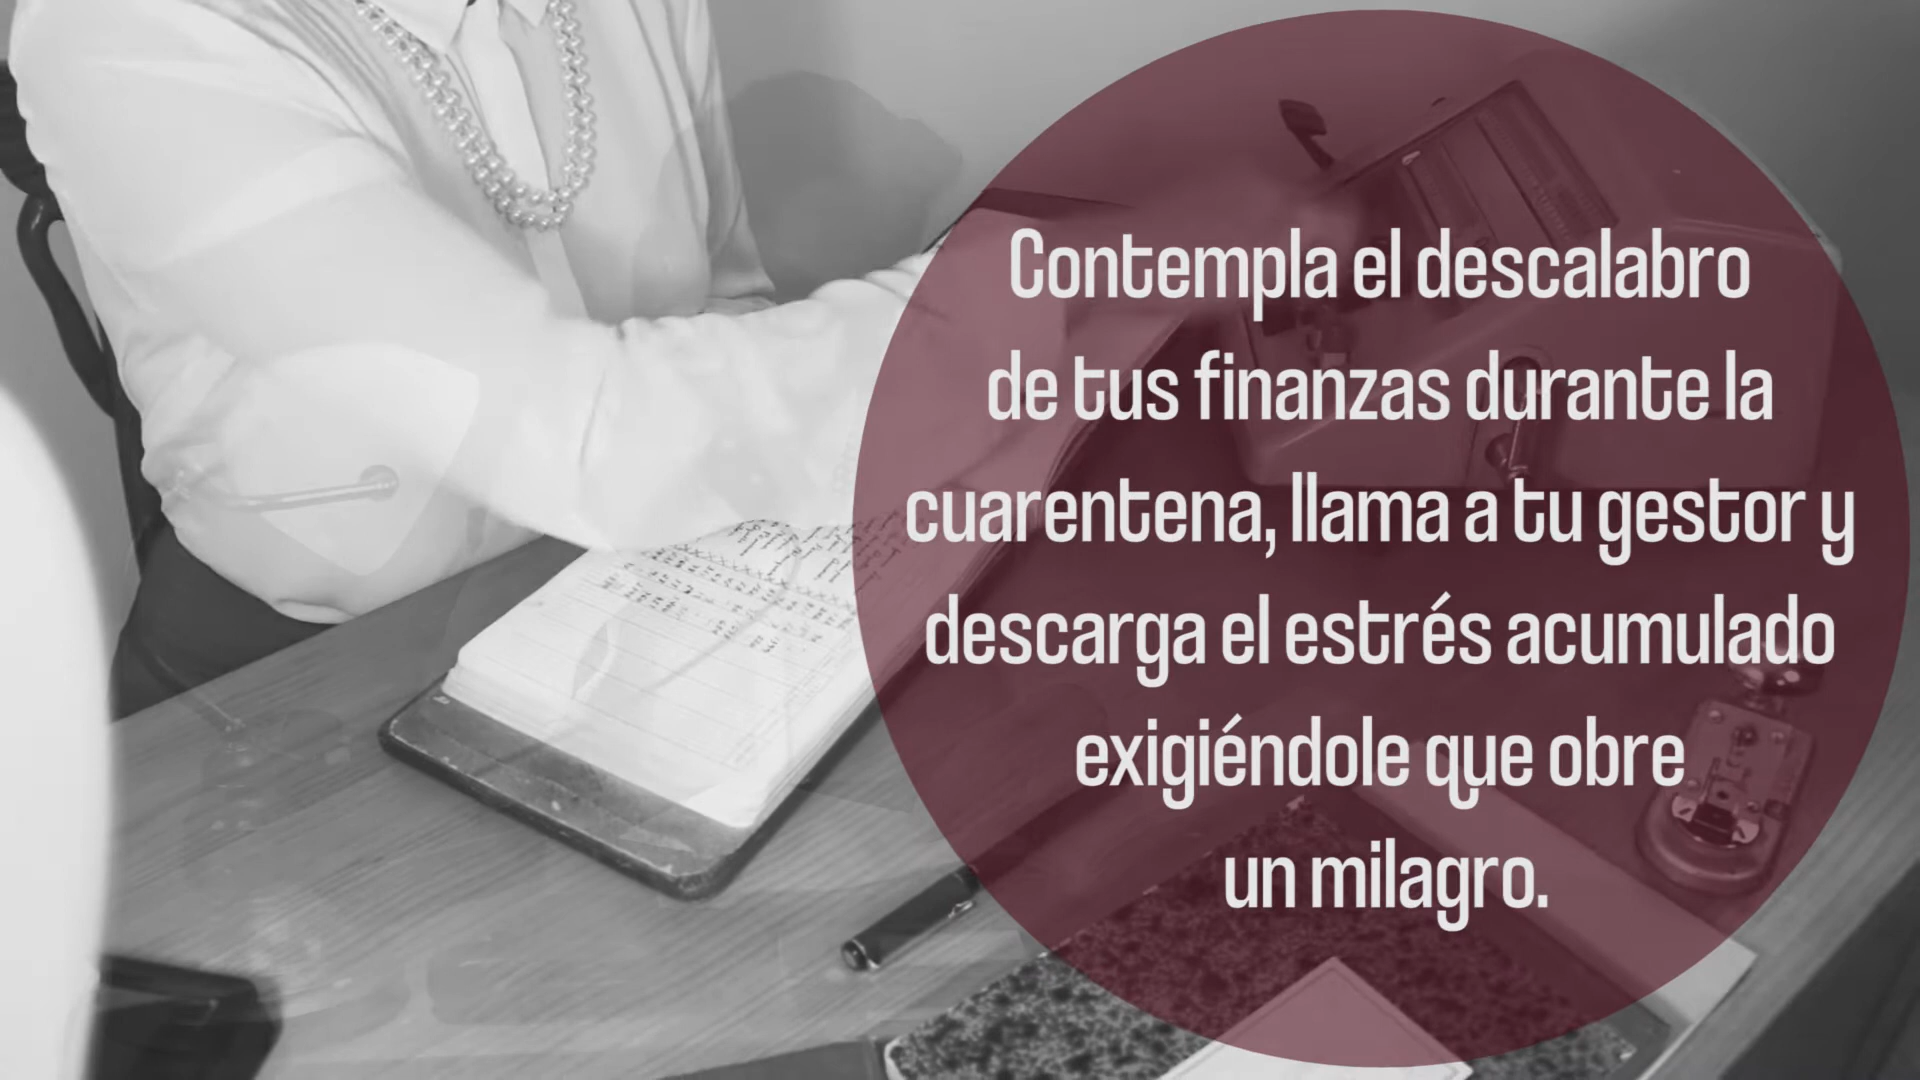 Contempla el descalabro
de tus finanzas durante la
cuarentena, llama a tu gestor y
descarga el estrés acumulado
exigiéndole que obre
un milagro.